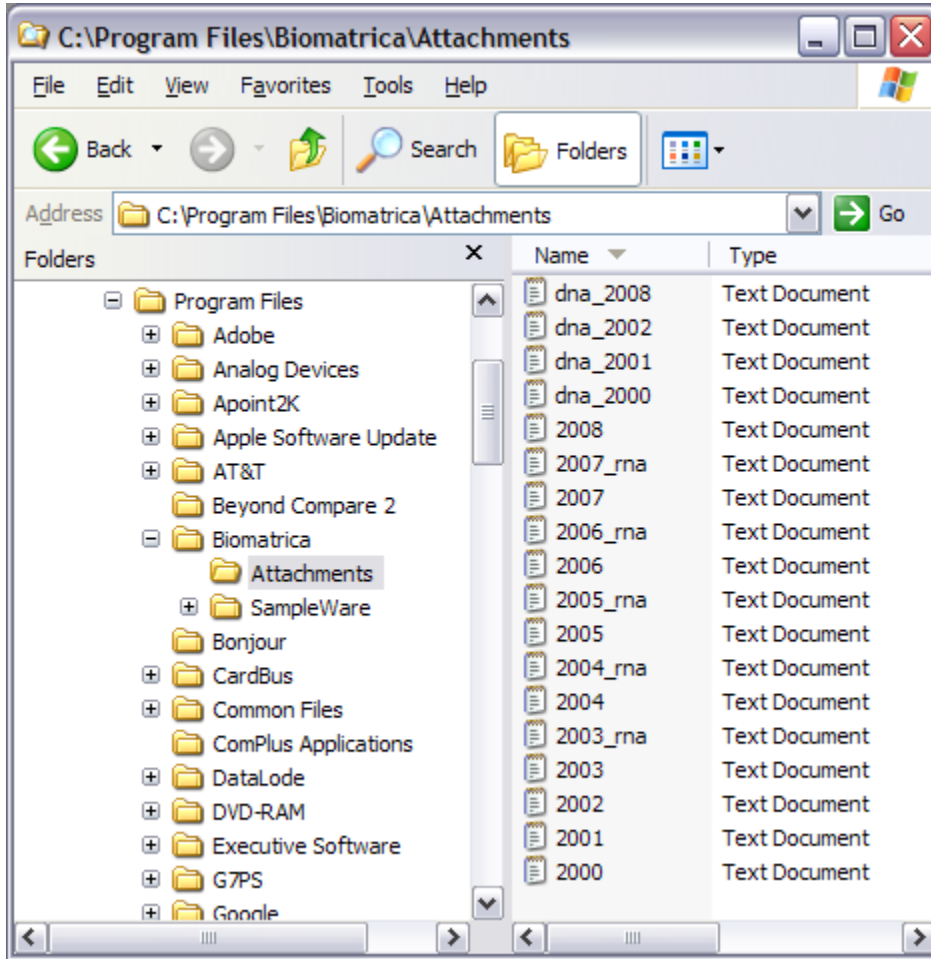 C:\Program Files\Biomatrica\Attachments
File Edit View Favorites Tools Help
Back Search Folders
Address C:\Program Files\Biomatrica\Attachments Go
Folders
Program Files
Adobe
Analog Devices
Apoint2K
Apple Software Update
AT&T
Beyond Compare 2
Biomatrica
Attachments
SampleWare
Bonjour
CardBus
Common Files
ComPlus Applications
DataLode
DVD-RAM
Executive Software
G7PS
Google
Name Type
dna_2008 Text Document
dna_2002 Text Document
dna_2001 Text Document
dna_2000 Text Document
2008 Text Document
2007_rna Text Document
2007 Text Document
2006_rna Text Document
2006 Text Document
2005_rna Text Document
2005 Text Document
2004_rna Text Document
2004 Text Document
2003_rna Text Document
2003 Text Document
2002 Text Document
2001 Text Document
2000 Text Document